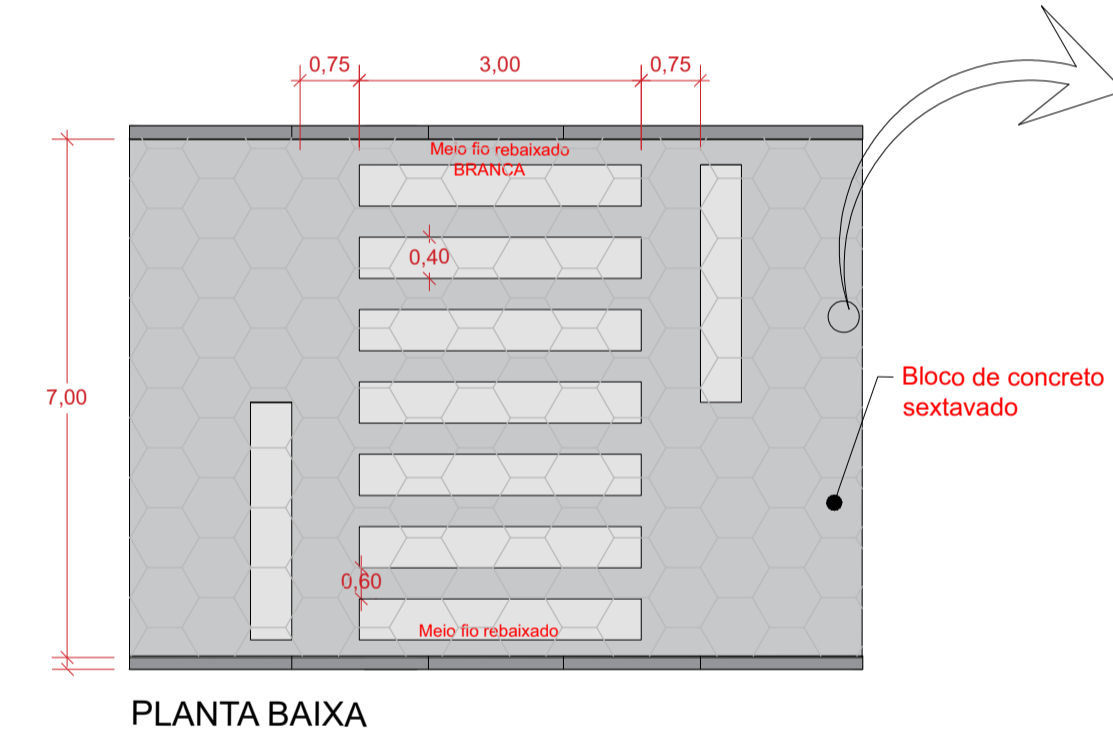 0,75
3,00
0,75
Meio fio rebaixado
BRANCA
0,40
7,00
Bloco de concreto
sextavado
0,60
Meio fio rebaixado
PLANTA BAIXA